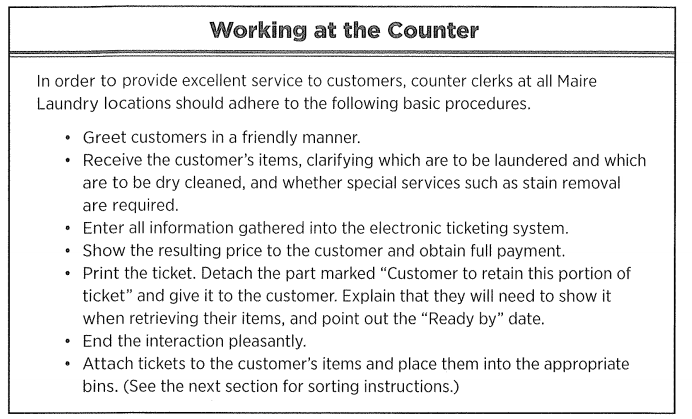 Working at the Counter
In order to provide excellent service to customers, counter clerks at all Maire
Laundry locations should adhere to the following basic procedures.
• Greet customers in a friendly manner.
• Receive the customer's items, clarifying which are to be laundered and which
are to be dry cleaned, and whether special services such as stain removal
are required.
• Enter all information gathered into the electronic ticketing system.
• Show the resulting price to the customer and obtain full payment.
• Print the ticket. Detach the part marked “Customer to retain this portion of
ticket” and give it to the customer. Explain that they will need to show it
when retrieving their items, and point out the “Ready by” date.
• End the interaction pleasantly.
• Attach tickets to the customer's items and place them into the appropriate
bins. (See the next section for sorting instructions.)